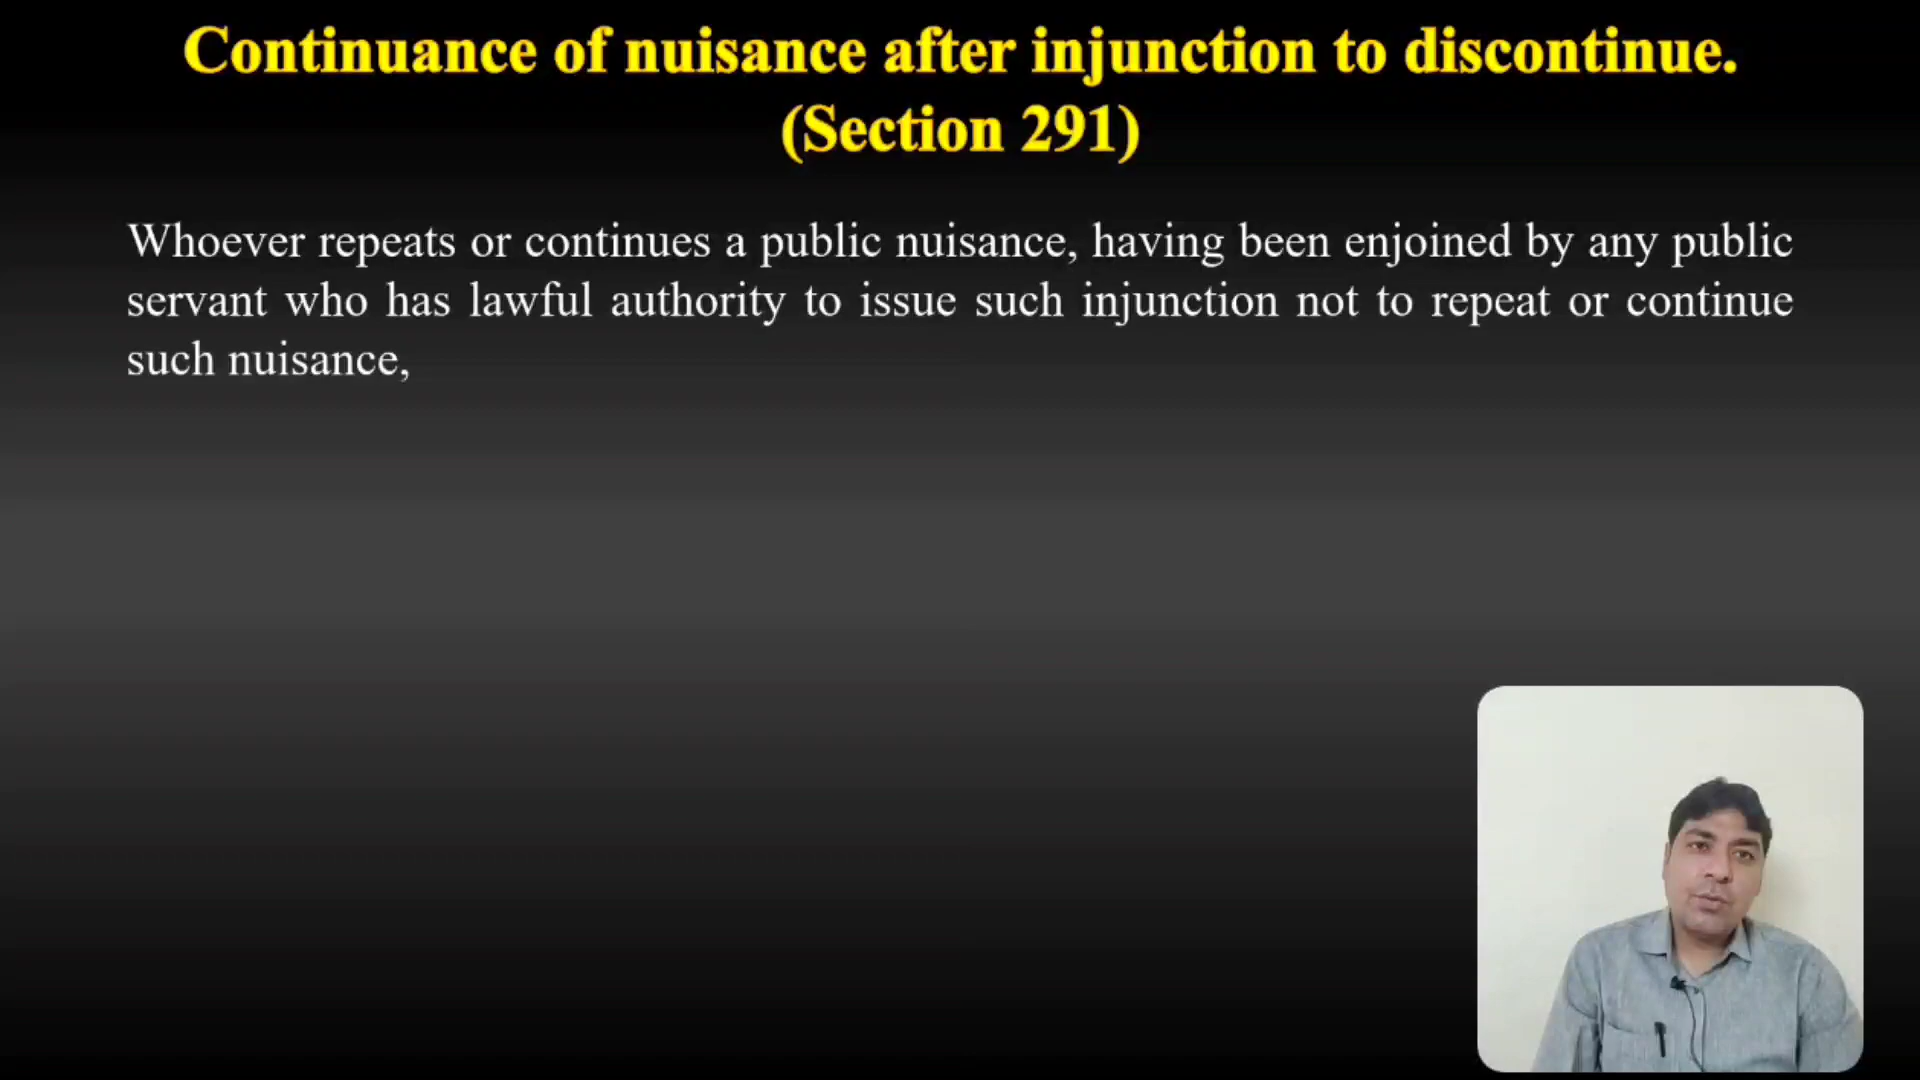 Continuance of nuisance after injunction to discontinue.
(Section 291)
Whoever repeats or continues a public nuisance, having been enjoined by any public
servant who has lawful authority to issue such injunction not to repeat or continue
such nuisance,